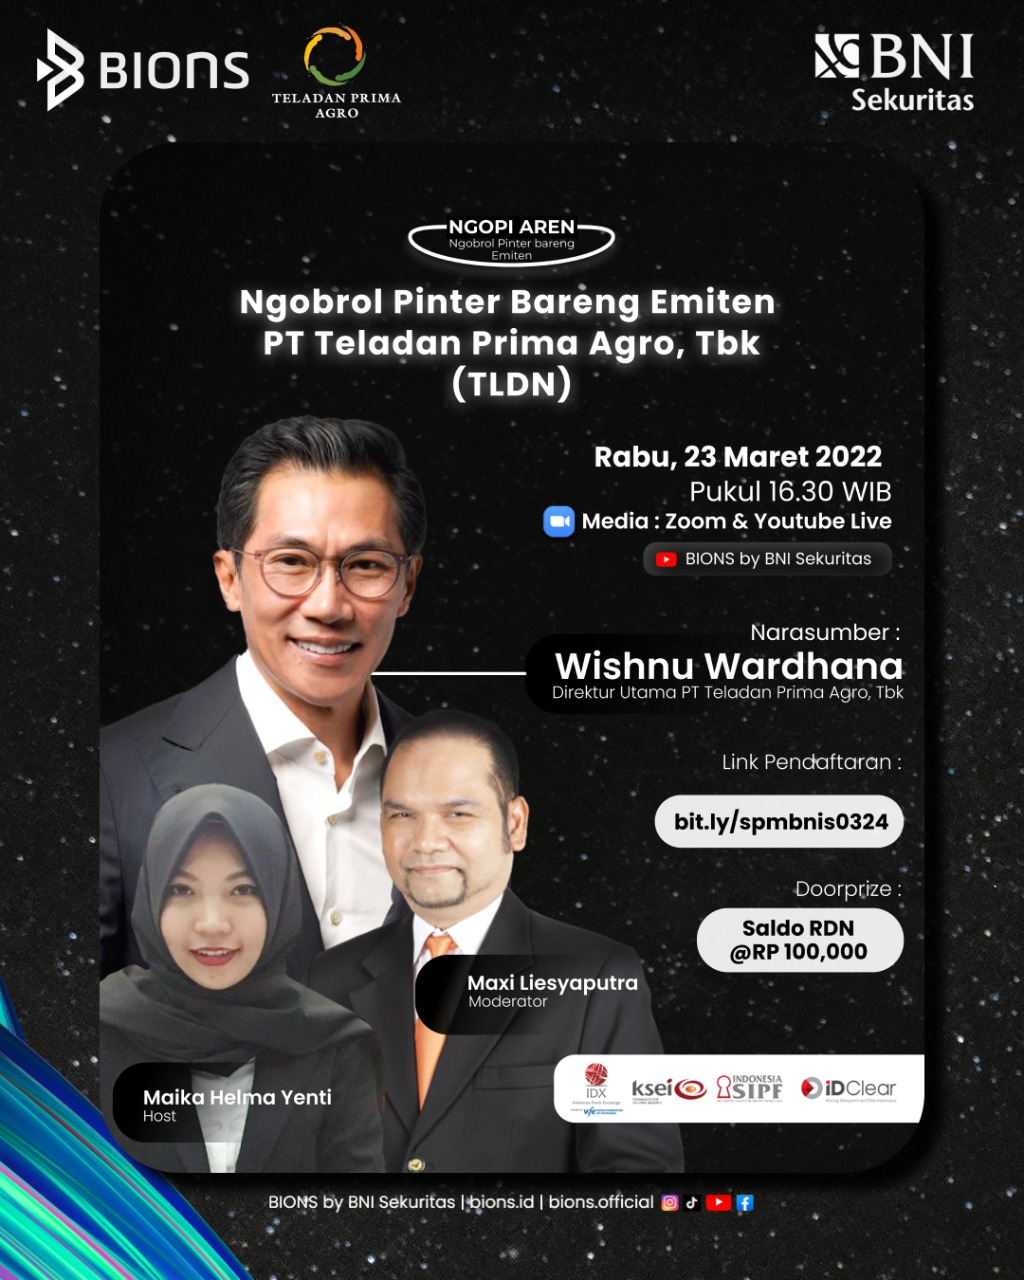 BIONS
TELADAN PRIMA
AGRO
BNI
Sekuritas
NGOPI AREN
Ngobrol Pinter bareng
Emiten
Ngobrol Pinter Bareng Emiten
PT Teladan Prima Agro, Tbk
(TLDN)
Rabu, 23 Maret 2022
Pukul 16.30 WIB
Media : Zoom & Youtube Live
BIONS by BNI Sekuritas
Narasumber :
Wishnu Wardhana
Direktur Utama PT Teladan Prima Agro, Tbk
Link Pendaftaran :
bit.ly/spmbnis0324
Doorprize :
Saldo RDN
@RP 100,000
Maxi Liesyaputra
Moderator
Maika Helma Yenti
Host
IDX
Indonesia Stock Exchange
ksei
INDONESIA
SIPF
iDClear
BIONS by BNI Sekuritas | bions.id | bions.official